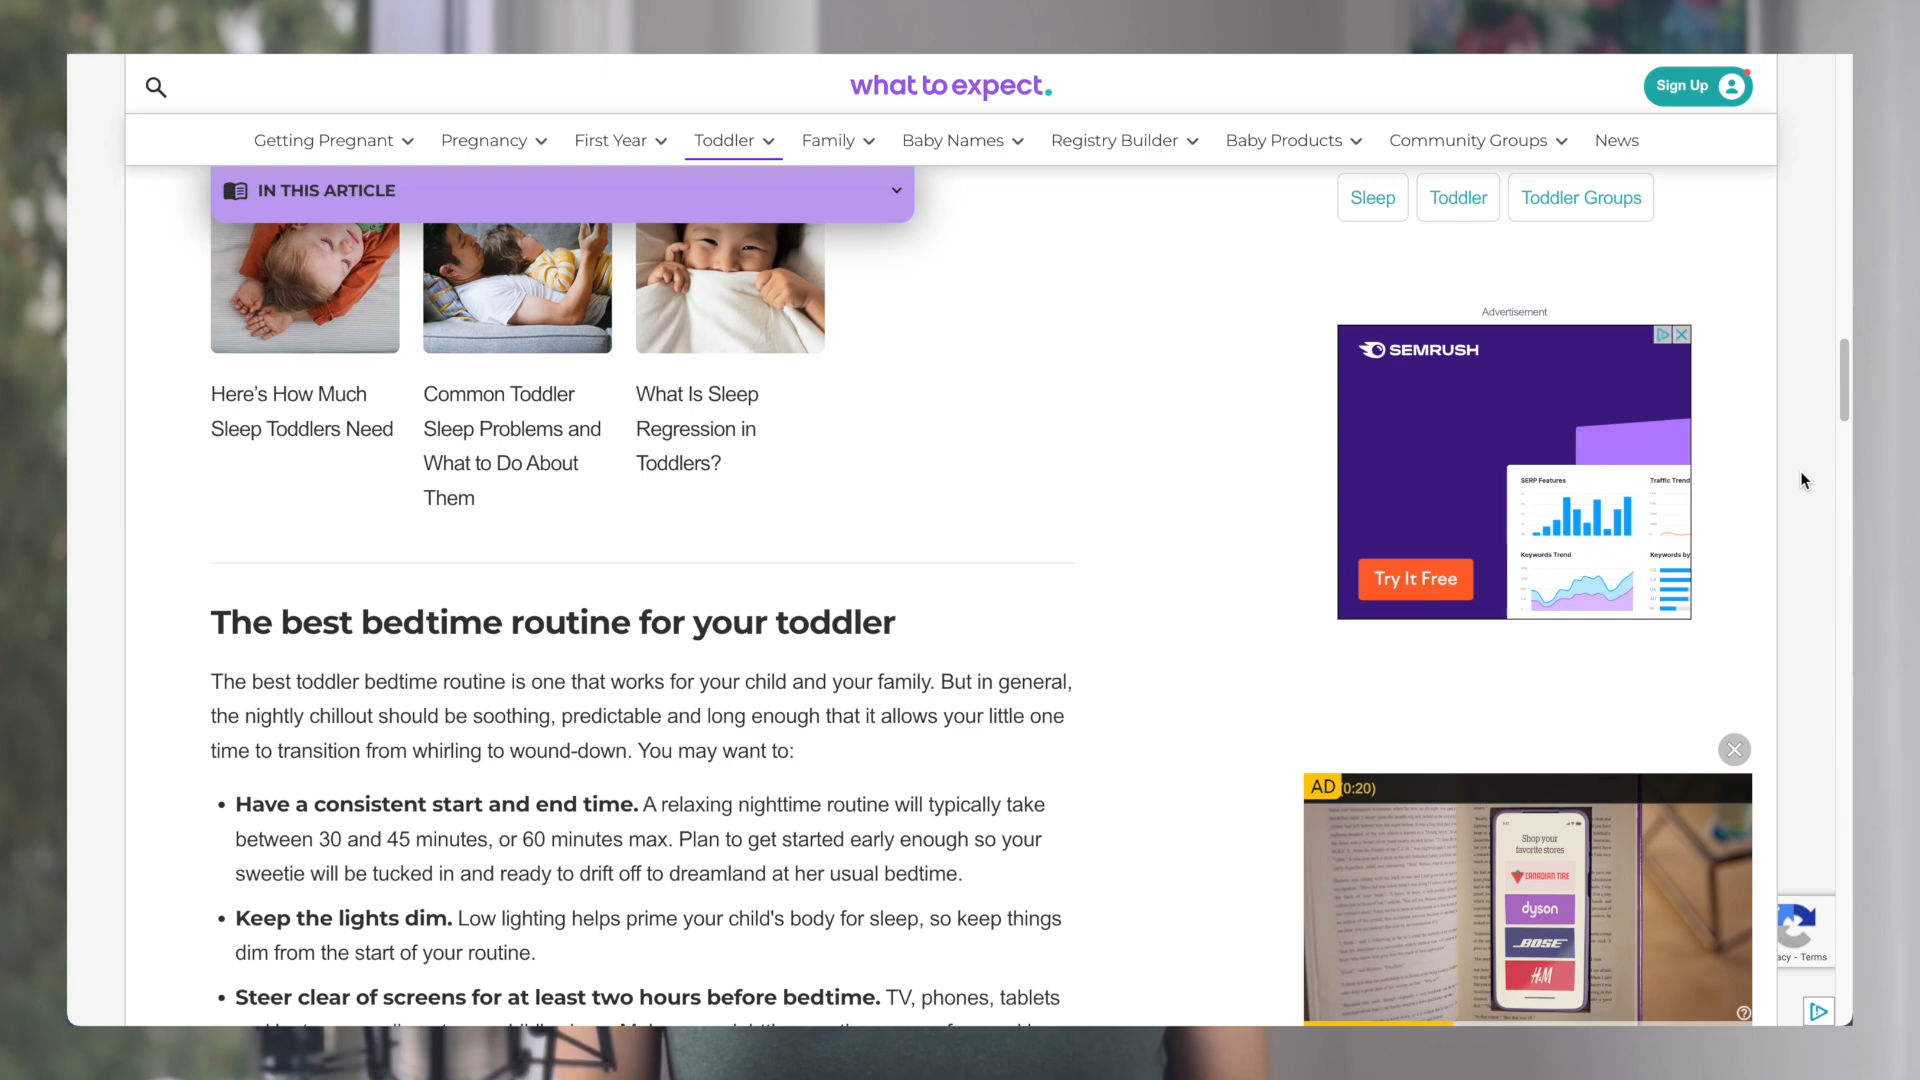 what to expect.
Sign Up
Getting Pregnant
Pregnancy
First Year
Toddler
Family
Baby Names
Registry Builder
Baby Products
Community Groups
News
IN THIS ARTICLE
Sleep
Toddler
Toddler Groups
Here's How Much
Sleep Toddlers Need
Common Toddler
Sleep Problems and
What to Do About
Them
What Is Sleep
Regression in
Toddlers?
Advertisement
SEMRUSH
SERP Features
Traffic Trend
Keywords Trend
Keywords by
Try It Free
The best bedtime routine for your toddler
The best toddler bedtime routine is one that works for your child and your family. But in general,
the nightly chillout should be soothing, predictable and long enough that it allows your little one
time to transition from whirling to wound-down. You may want to:
• Have a consistent start and end time. A relaxing nighttime routine will typically take
between 30 and 45 minutes, or 60 minutes max. Plan to get started early enough so your
sweetie will be tucked in and ready to drift off to dreamland at her usual bedtime.
• Keep the lights dim. Low lighting helps prime your child's body for sleep, so keep things
dim from the start of your routine.
• Steer clear of screens for at least two hours before bedtime. TV, phones, tablets
AD (0:20)
Shop your
favorite stores
CANADIAN TIRE
dyson
BOSE
H&M
acy - Terms